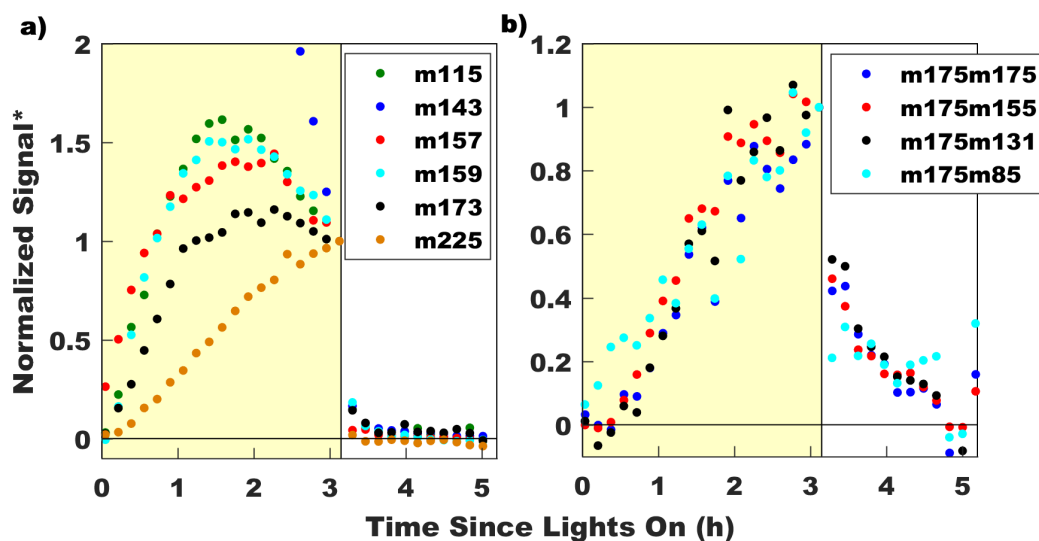 a)
Normalized Signal*
2
1.5
1
0.5
0
0 1 2 3 4 5
m115
m143
m157
m159
m173
m225
b)
1.2
1
0.8
0.6
0.4
0.2
0
0 1 2 3 4 5
m175m175
m175m155
m175m131
m175m85
Time Since Lights On (h)